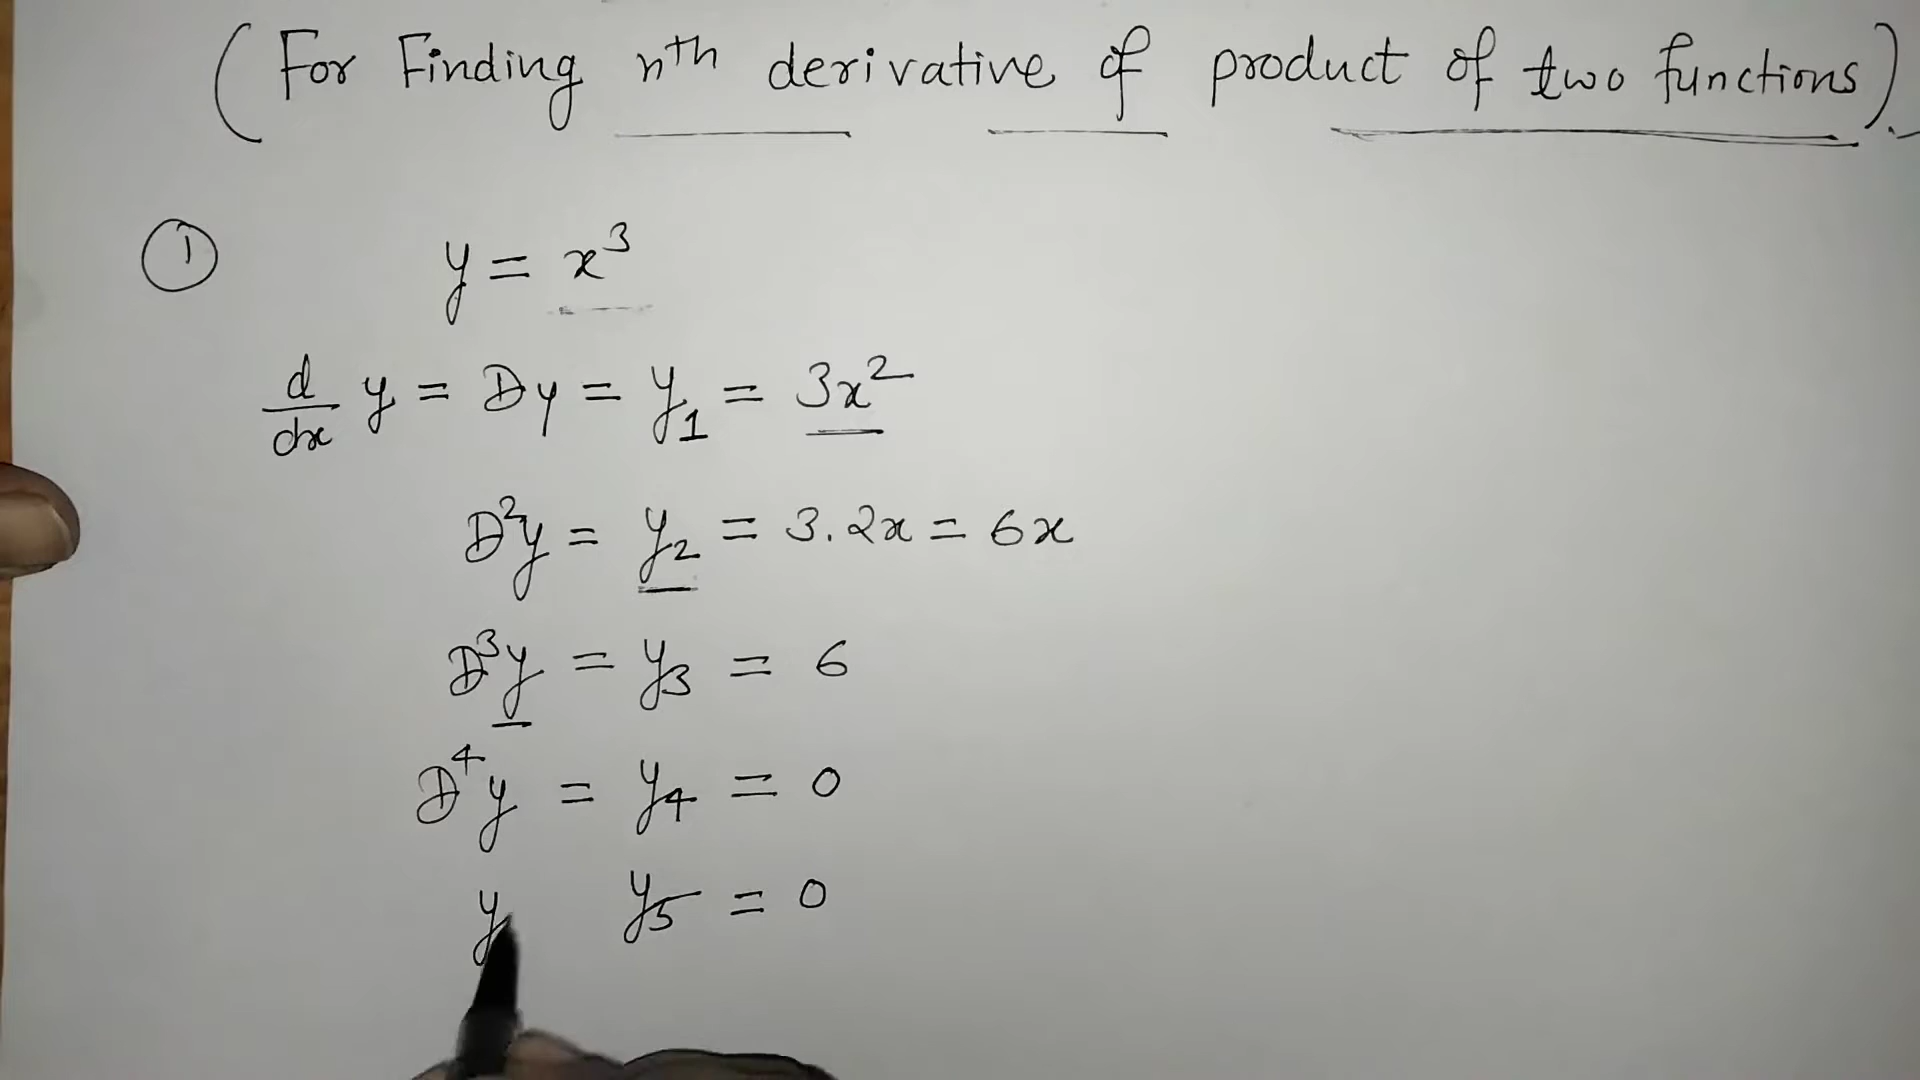 (For Finding nth derivative of product of two functions).
① y = x³
d/dx y = Dy = y₁ = 3x²
D²y = y₂ = 3.2x = 6x
D³y = y₃ = 6
D⁴y = y₄ = 0
y y₅ = 0